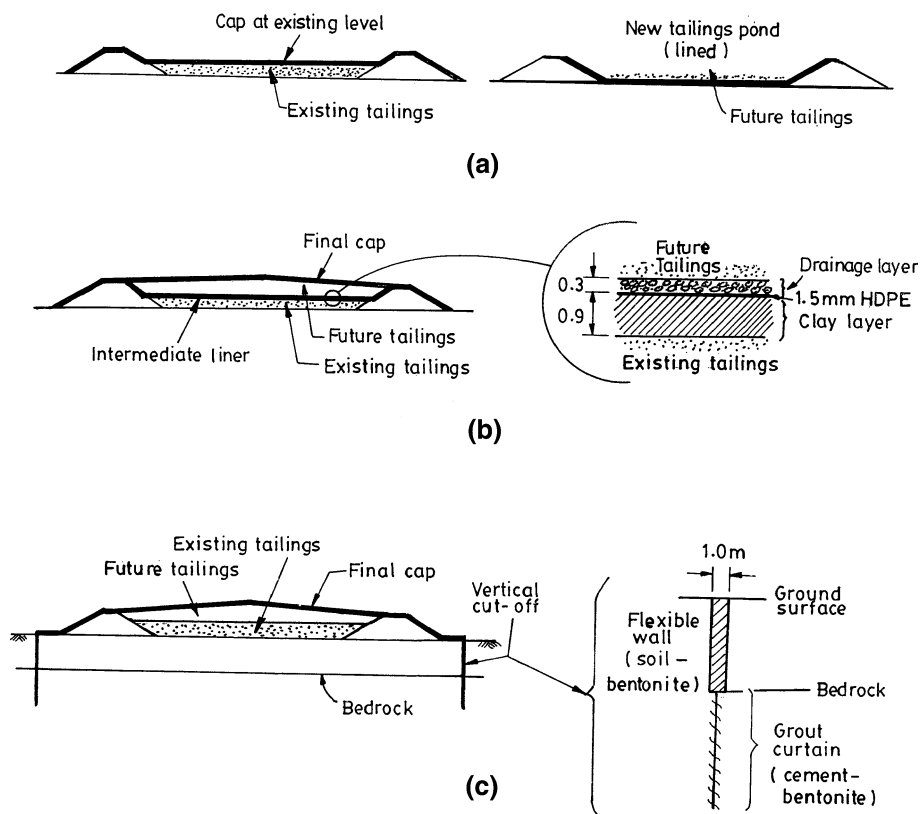 Cap at existing level
Existing tailings
New tailings pond
(lined)
Future tailings
(a)
Final cap
Future tailings
Intermediate liner
Existing tailings
Future
Tailings
Drainage layer
0.3
1.5mm HDPE
0.9
Clay layer
Existing tailings
(b)
Existing tailings
Future tailings
Final cap
Vertical
cut-off
Bedrock
1.0m
Ground
surface
Flexible
wall
(soil-
bentonite)
Bedrock
Grout
curtain
(cement-
bentonite)
(c)